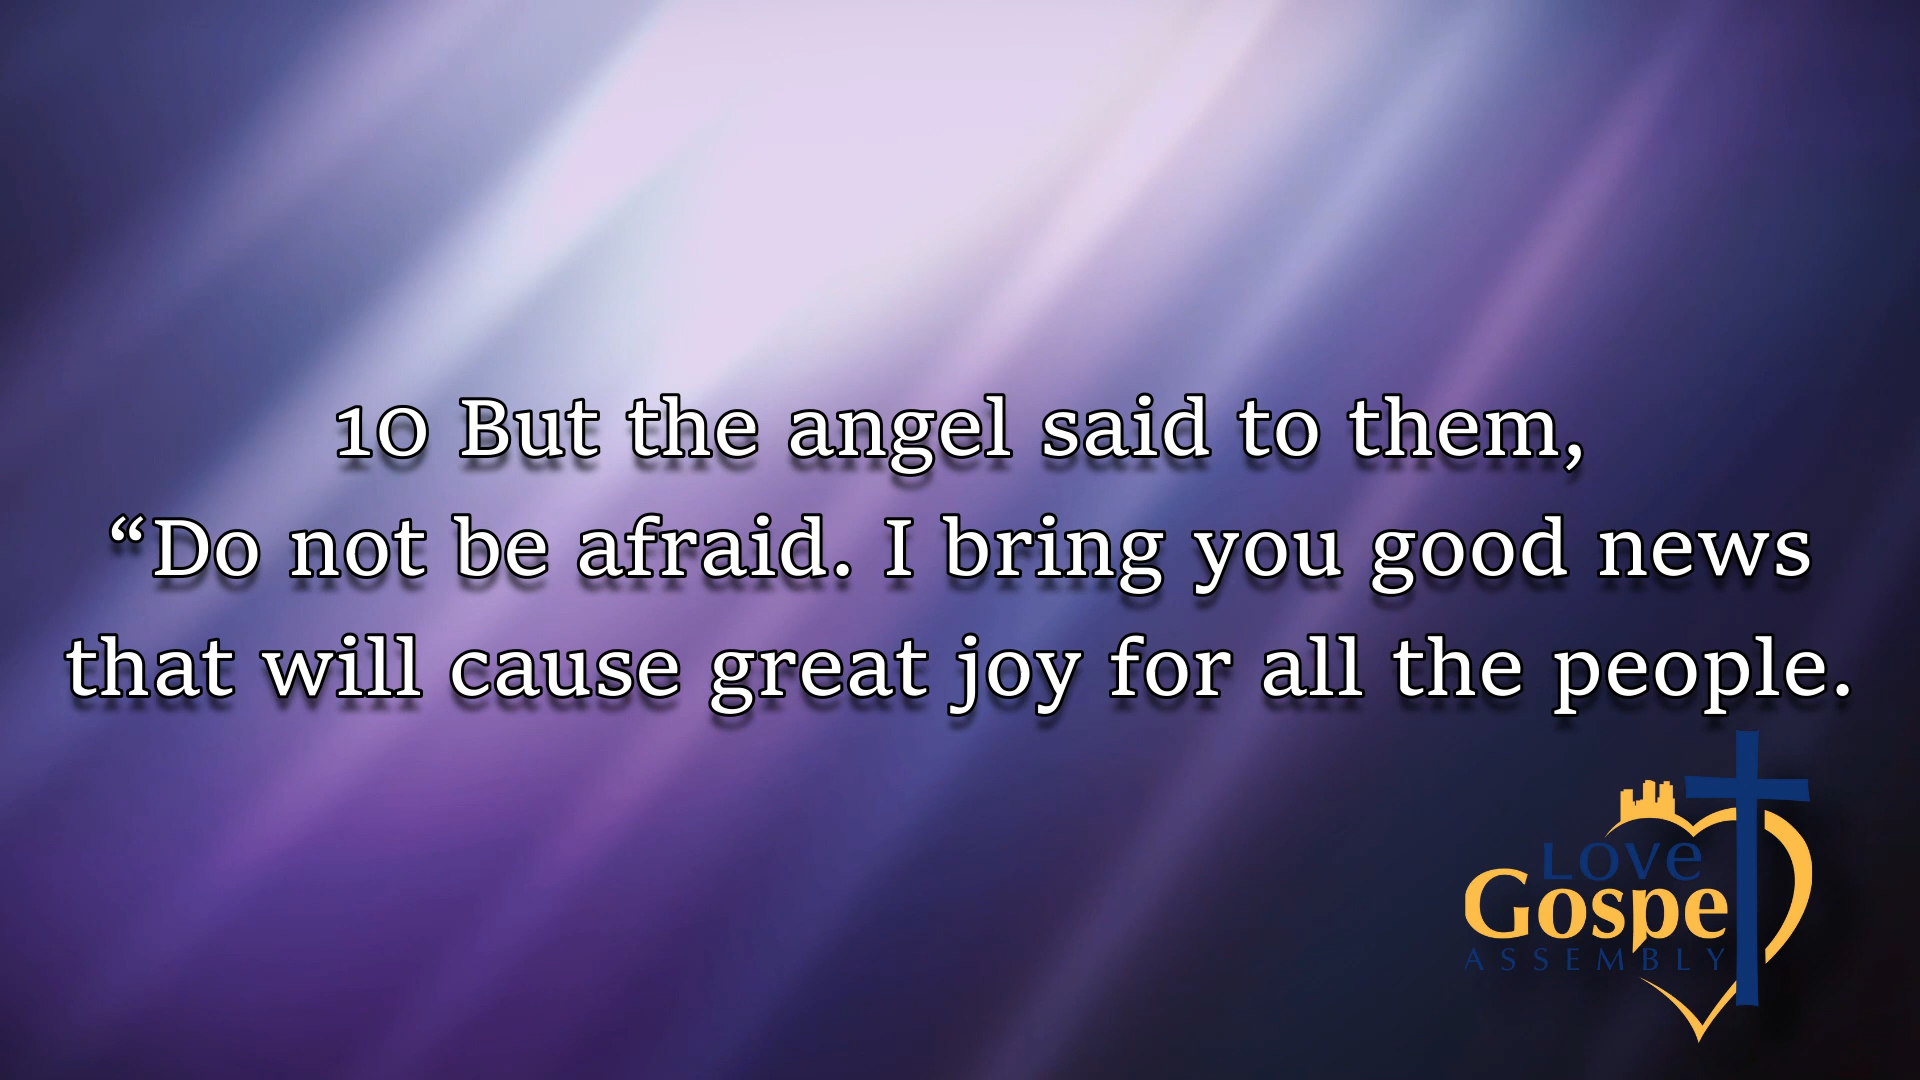 10 But the angel said to them,
“Do not be afraid. I bring you good news
that will cause great joy for all the people.
LOVE
Gospel
ASSEMBLY